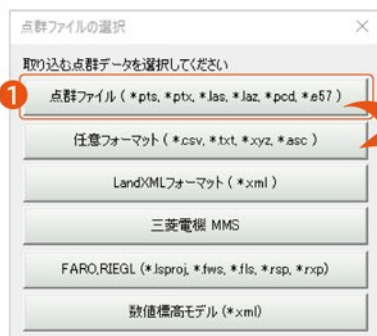 点群ファイルの選択
取り込む点群データを選択してください
1
点群ファイル ( *.pts, *.ptx, *.las, *.laz, *.pcd, *.e57 )
任意フォーマット ( *.csv, *.txt, *.xyz, *.asc )
LandXMLフォーマット ( *.xml )
三菱電機 MMS
FARO,RIEGL (*.lsproj, *.fws, *.fls, *.rsp, *.rxp)
数値標高モデル (*.xml)